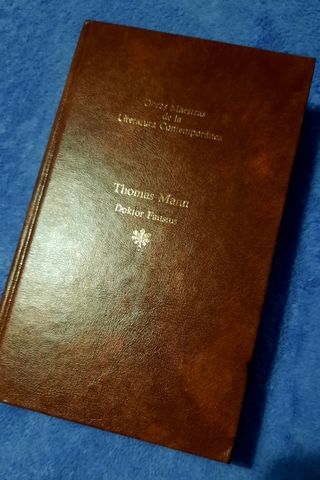 Obras Maestras
de la
Literatura Contemporánea
Thomas Mann
Doktor Faustus